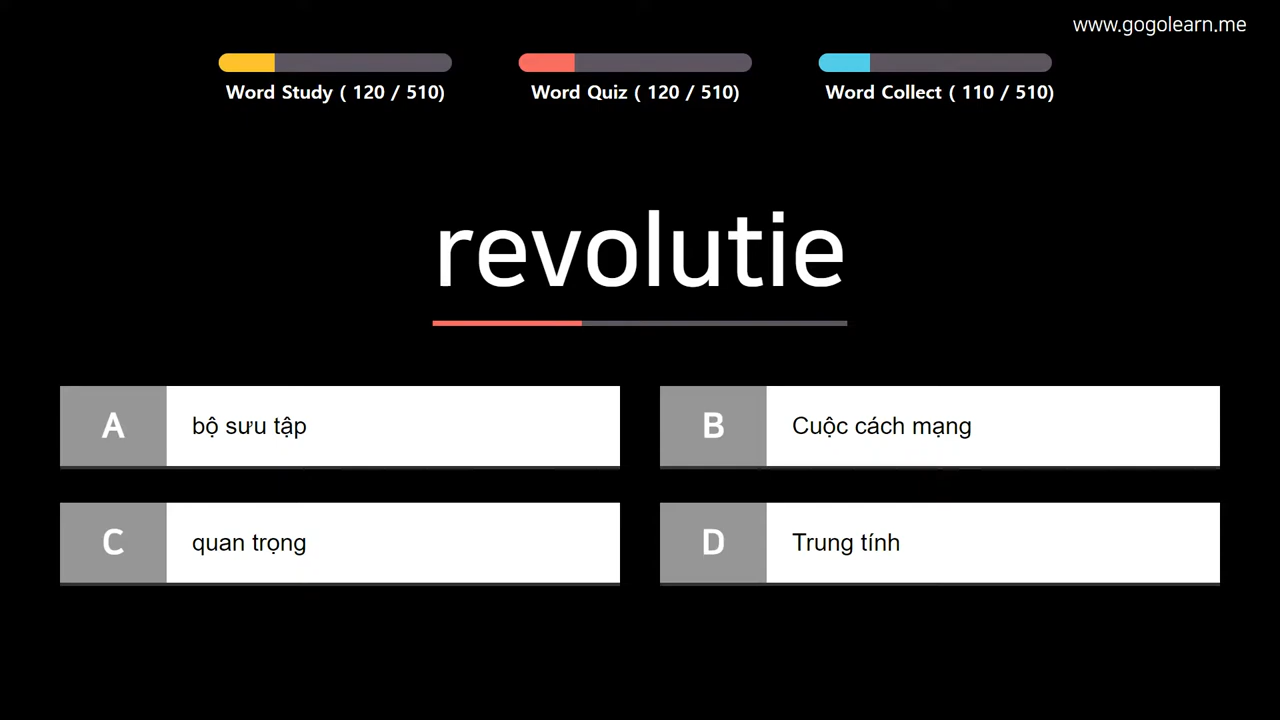 www.gogolearn.me
Word Study ( 120 / 510)
Word Quiz ( 120 / 510)
Word Collect ( 110 / 510)
revolutie
A
bộ sưu tập
B
Cuộc cách mạng
C
quan trọng
D
Trung tính